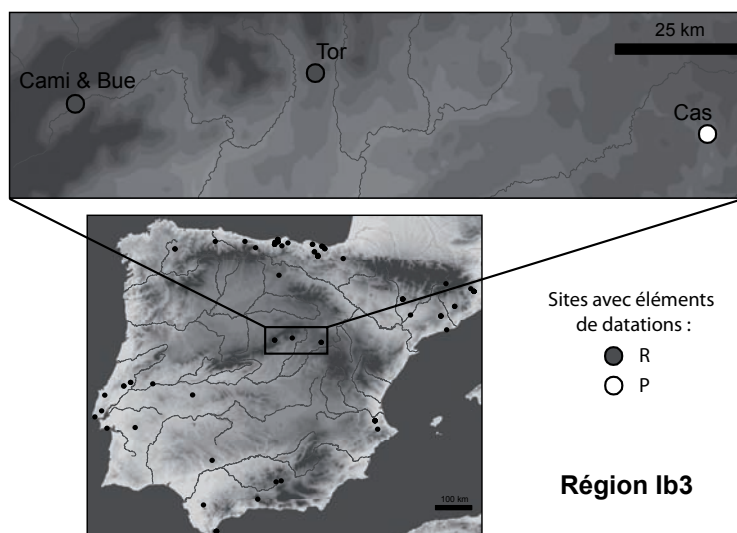 25 km
Tor
Cami & Bue
Cas
Sites avec éléments
de datations :
R
P
Région Ib3
100 km